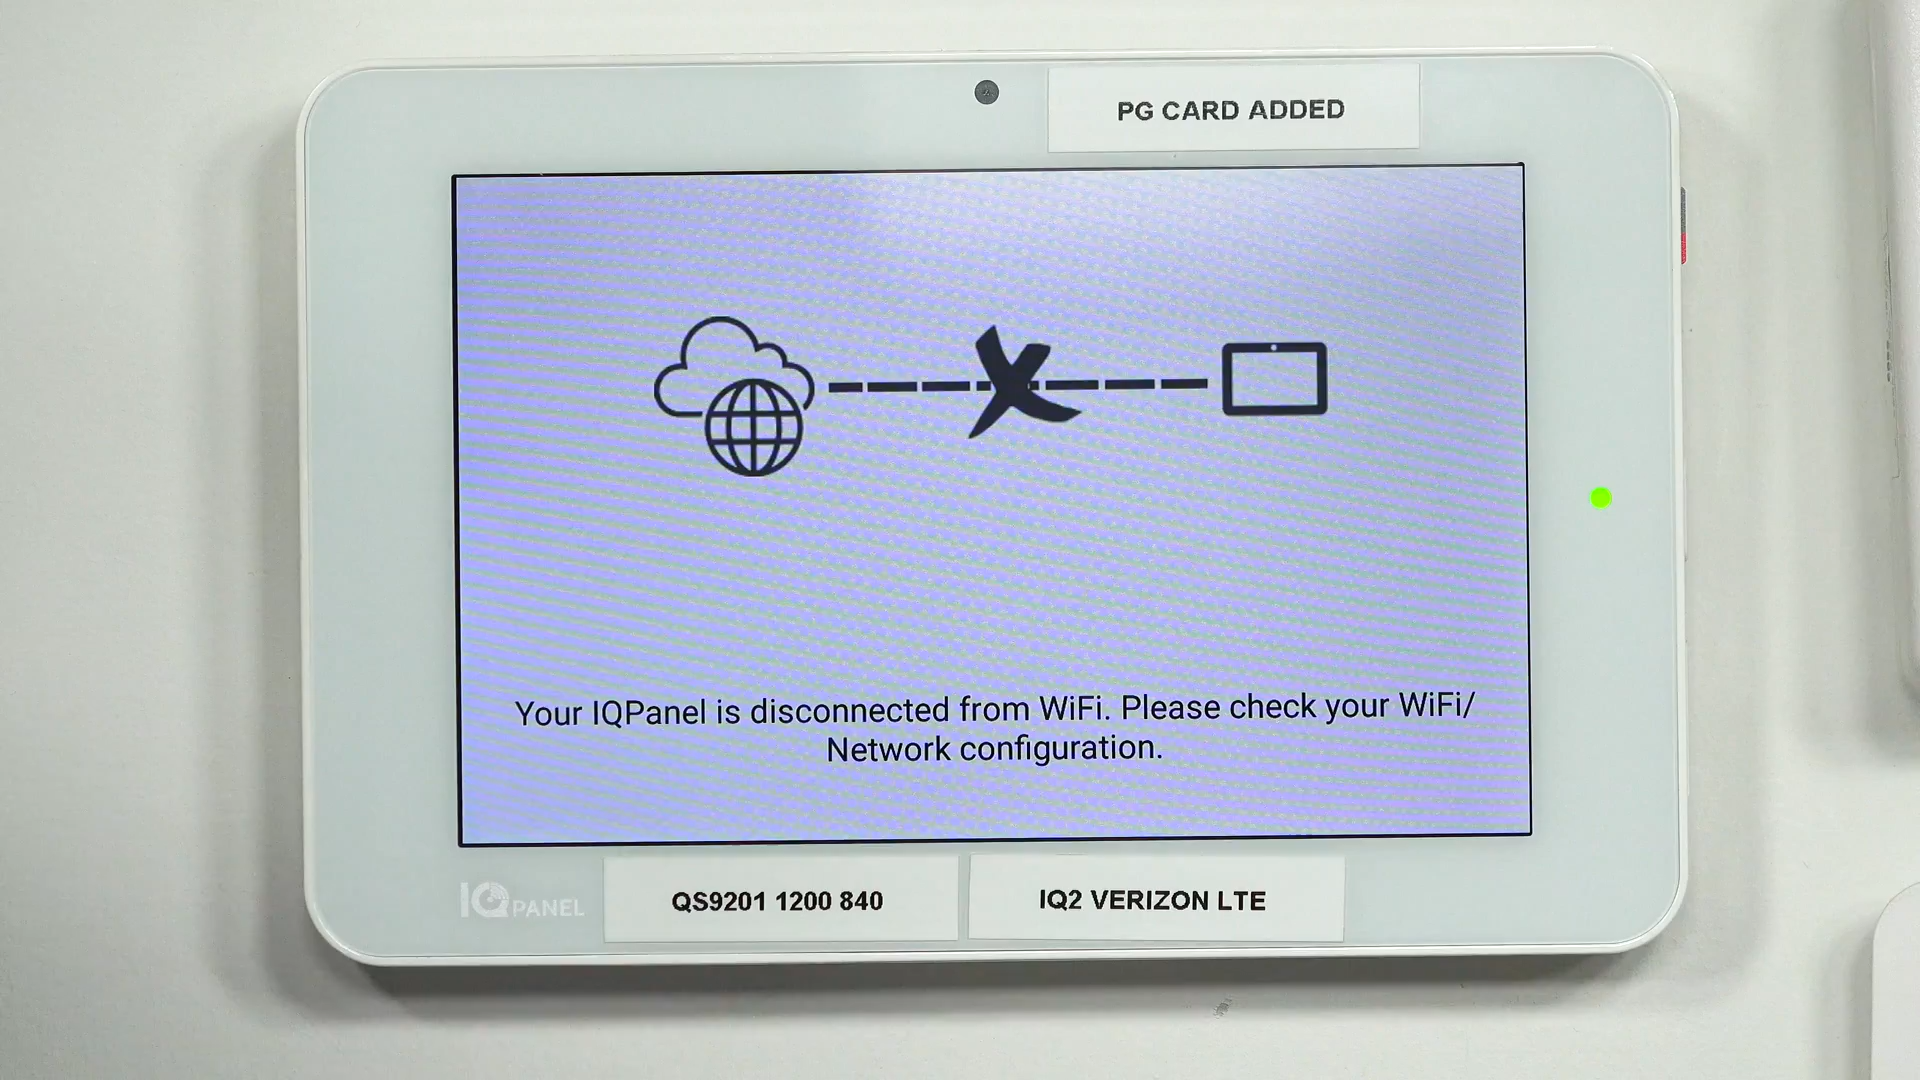 PG CARD ADDED
Your IQPanel is disconnected from WiFi. Please check your WiFi/
Network configuration.
IQ PANEL
QS9201 1200 840
IQ2 VERIZON LTE